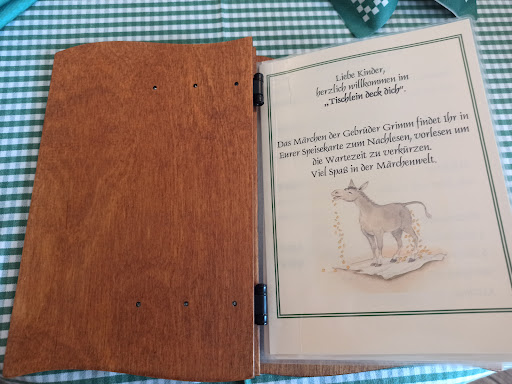 Liebe Kinder,
herzlich willkommen im
„Tischlein deck dich".
Das Märchen der Gebrüder Grimm findet Ihr in
Eurer Speisekarte zum Nachlesen, vorlesen um
die Wartezeit zu verkürzen.
Viel Spaß in der Märchenwelt.